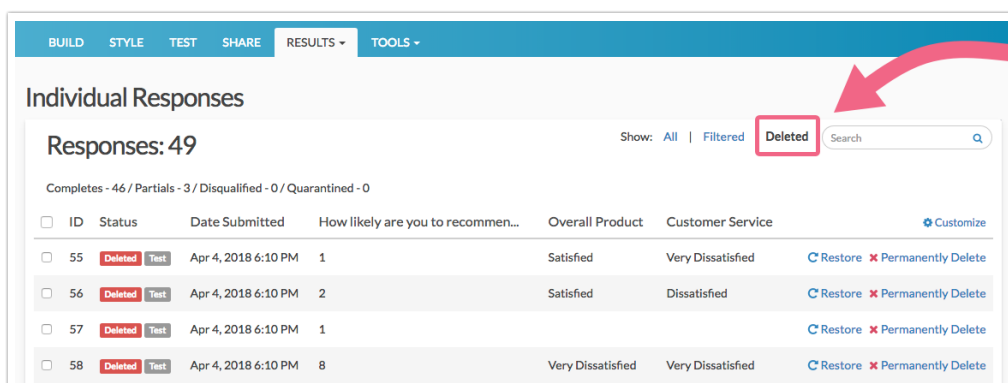 BUILD STYLE TEST SHARE RESULTS TOOLS
Individual Responses
Responses: 49
Show: All | Filtered Deleted Search
Completes - 46 / Partials - 3 / Disqualified - 0 / Quarantined - 0
ID Status Date Submitted How likely are you to recommen... Overall Product Customer Service Customize
55 Deleted Test Apr 4, 2018 6:10 PM 1 Satisfied Very Dissatisfied Restore Permanently Delete
56 Deleted Test Apr 4, 2018 6:10 PM 2 Satisfied Dissatisfied Restore Permanently Delete
57 Deleted Test Apr 4, 2018 6:10 PM 1 Restore Permanently Delete
58 Deleted Test Apr 4, 2018 6:10 PM 8 Very Dissatisfied Very Dissatisfied Restore Permanently Delete